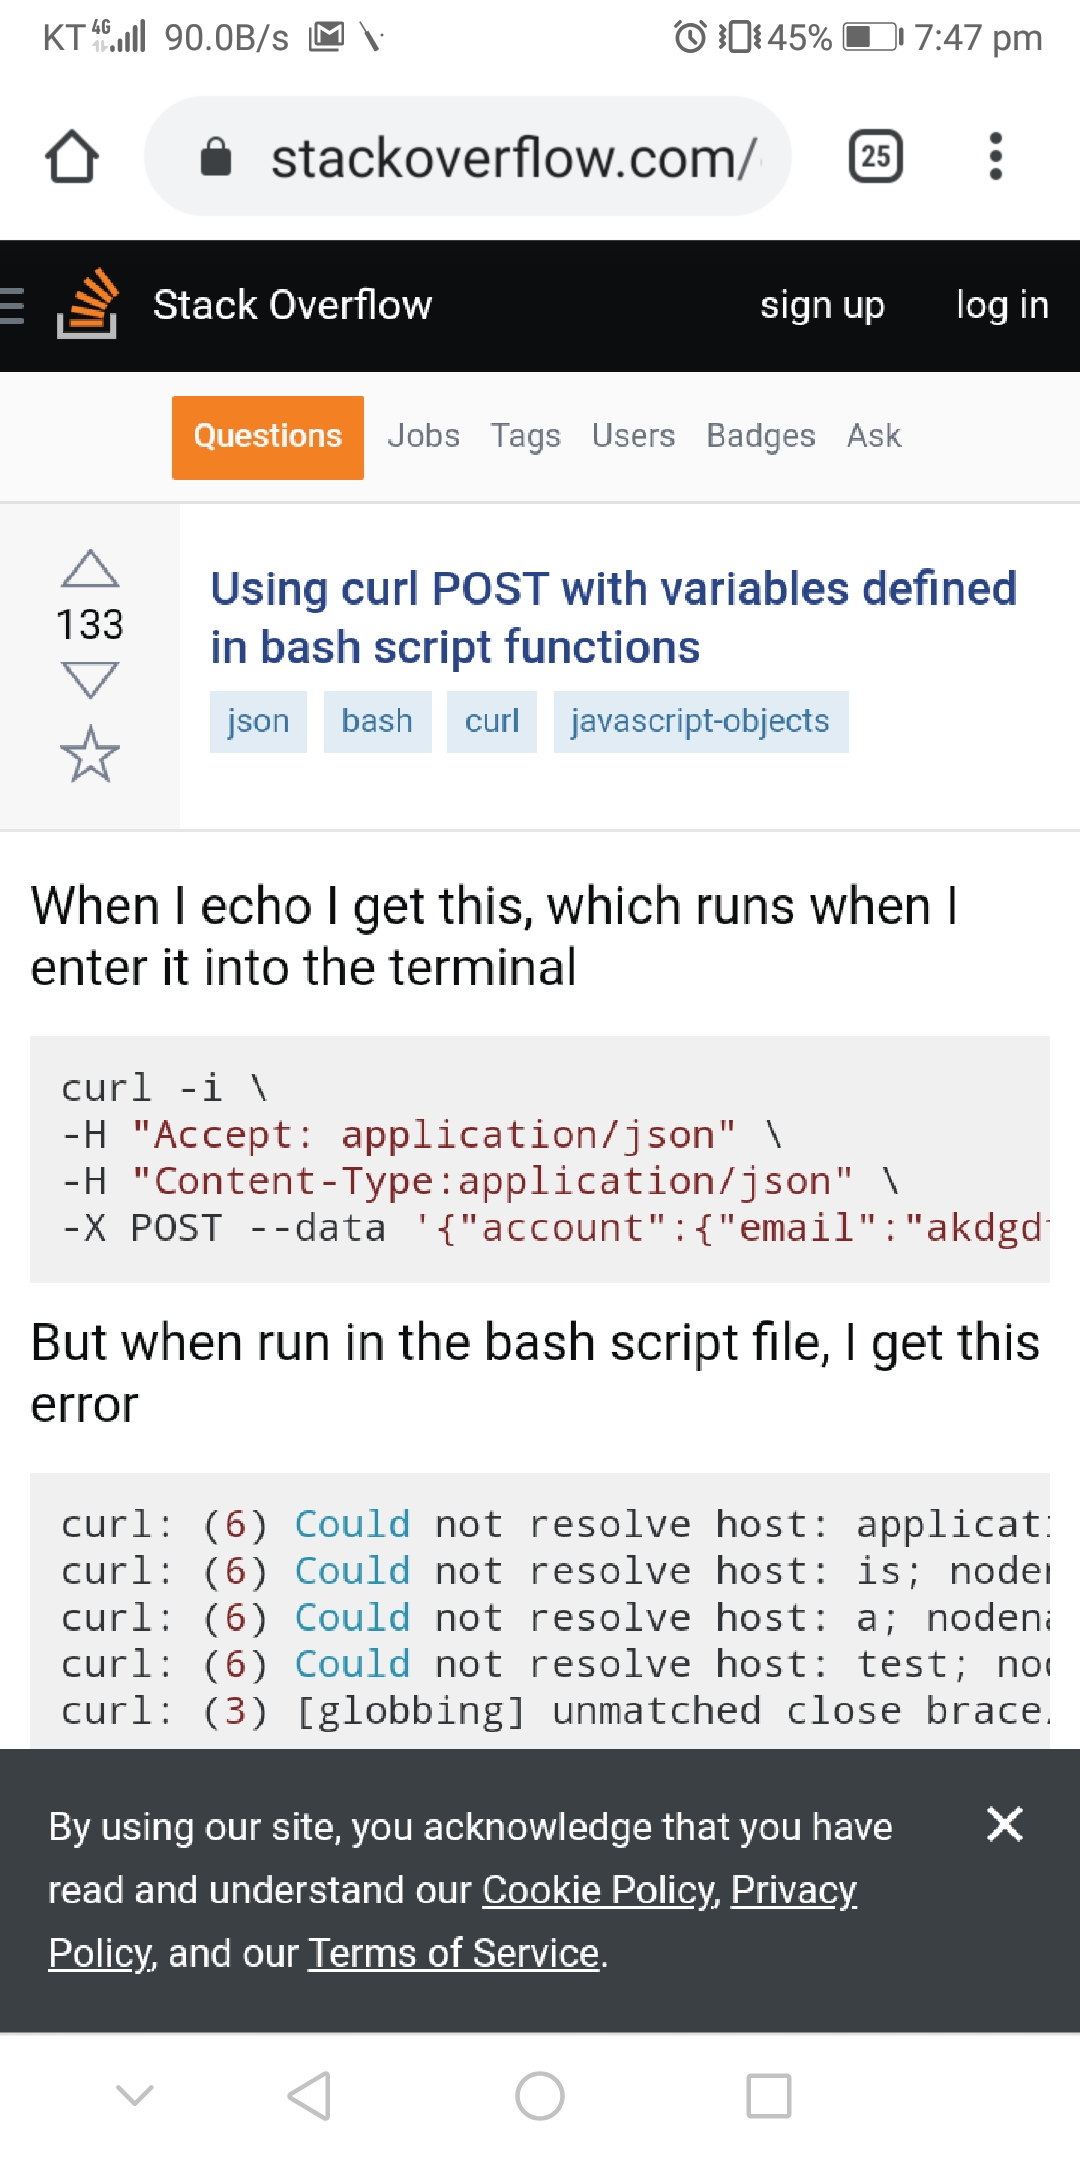 KT 4G 90.0B/s 45% 7:47 pm
stackoverflow.com/ 25
Stack Overflow sign up log in
Questions Jobs Tags Users Badges Ask
133
Using curl POST with variables defined
in bash script functions
json bash curl javascript-objects
When I echo I get this, which runs when I
enter it into the terminal
curl -i \
-H "Accept: application/json" \
-H "Content-Type:application/json" \
-X POST --data '{"account":{"email":"akdgd
But when run in the bash script file, I get this
error
curl: (6) Could not resolve host: applicat
curl: (6) Could not resolve host: is; node
curl: (6) Could not resolve host: a; noden
curl: (6) Could not resolve host: test; no
curl: (3) [globbing] unmatched close brace
By using our site, you acknowledge that you have
read and understand our Cookie Policy, Privacy
Policy, and our Terms of Service.